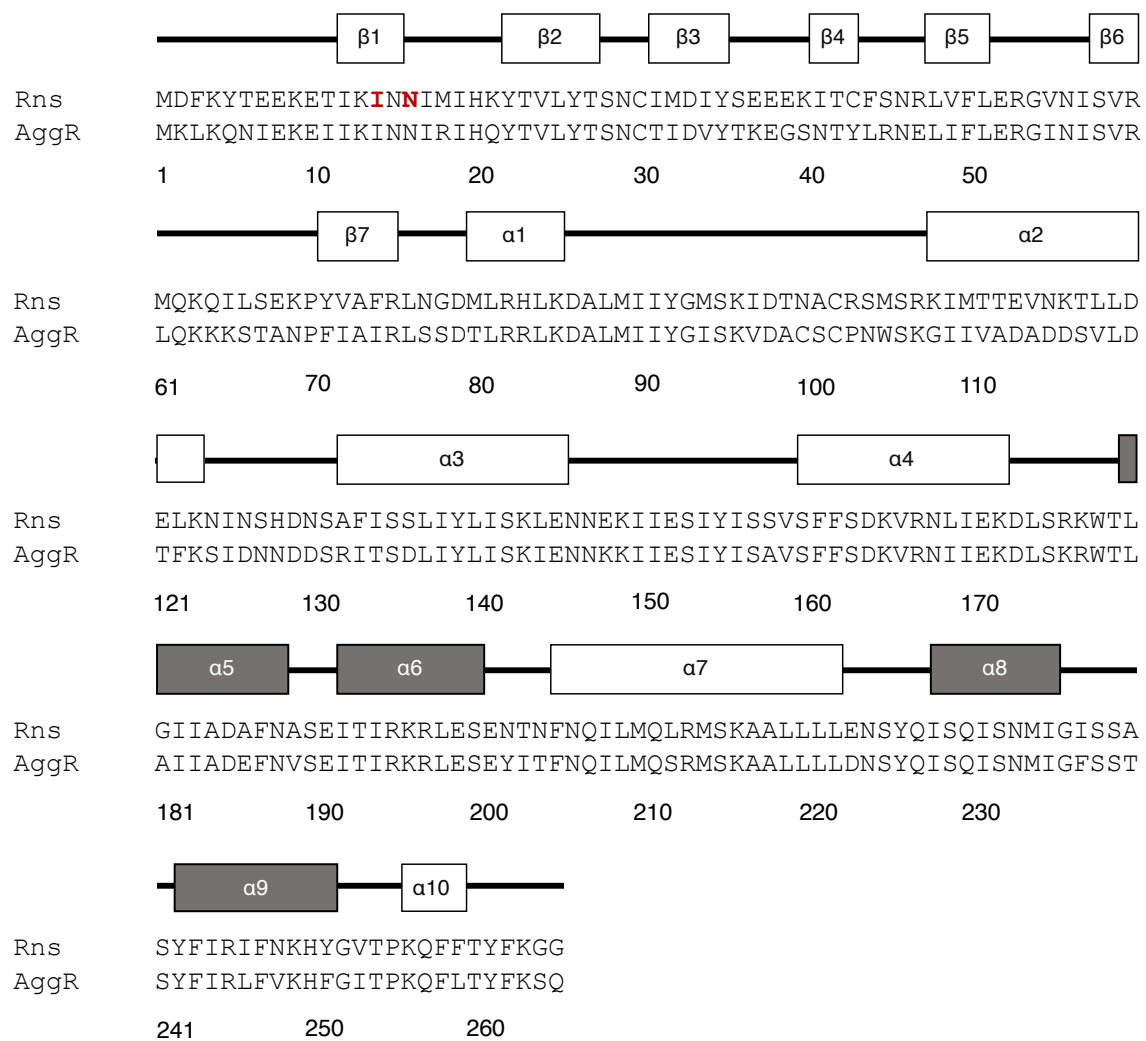 β1 β2 β3 β4 β5 β6
Rns MDFKYTEEKETIKINNIMIHKYTVLYTSNCIMDIYSEEEKITCFSNRLVFLERGVNISVR
AggR MKLKQNIEKEIIKINNIRIHQYTVLYTSNCTIDVYTKEGSNTYLRNELIFLERGINISVR
1 10 20 30 40 50
β7 α1 α2
Rns MQKQILSEKPYVAFRLNGDMLRHLKDALMIIYGMSKIDTNACRSMSRKIMTTEVNKTLLD
AggR LQKKKSTANPFIAIRLSSDTLRRLKDALMIIYGISKVDACSCPNWSKGIIVADADDSVLD
61 70 80 90 100 110
α3 α4
Rns ELKNINSHDNSAFISSLIYLISKLENNEKIIESIYISSVSFFSDKVRNLIEKDLSRKWTL
AggR TFKSIDNNDDSRITSDLIYLISKIENNKKIIESIYISAVSFFSDKVRNIIEKDLSKRWTL
121 130 140 150 160 170
α5 α6 α7 α8
Rns GIIADAFNASEITIRKRLESENTNFNQILMQLRMSKAALLLLENSYQISQISNMIGISSA
AggR AIIADEFNVSEITIRKRLESEYITFNQILMQSRMSKAALLLLDNSYQISQISNMIGFSST
181 190 200 210 220 230
α9 α10
Rns SYFIRIFNKHYGVTPKQFFTYFKGG
AggR SYFIRLFVKHFGITPKQFLTYFKSQ
241 250 260